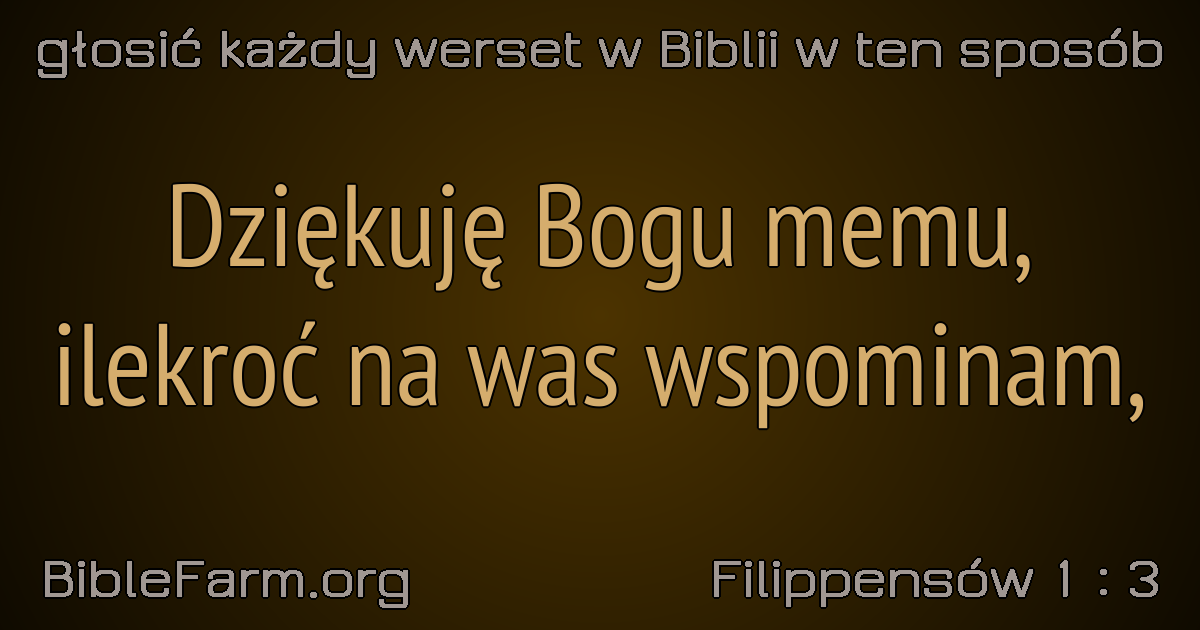 głosić każdy werset w Biblii w ten sposób
Dziękuję Bogu memu,
ilekroć na was wspominam,
BibleFarm.org
Filippensów 1 : 3